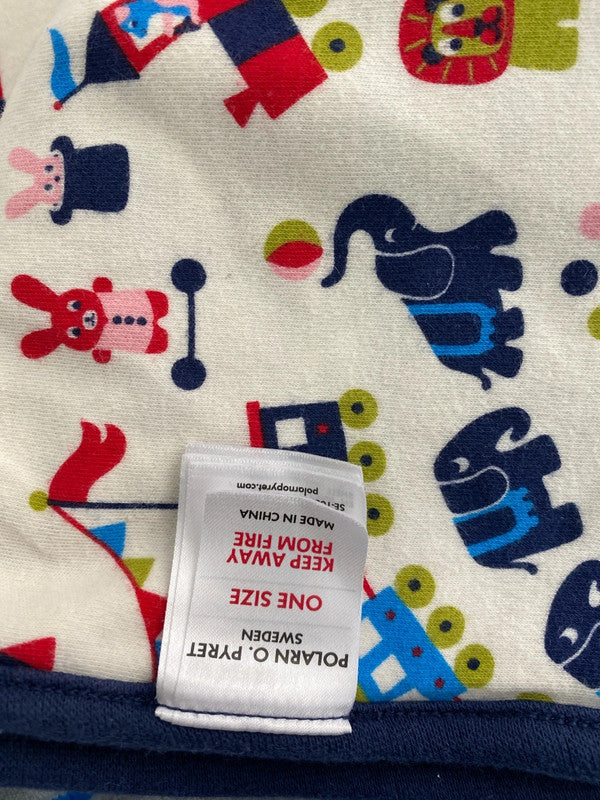 POLARN O. PYRET
SWEDEN
ONE SIZE
KEEP AWAY
FROM FIRE
MADE IN CHINA
polarnopyret.com